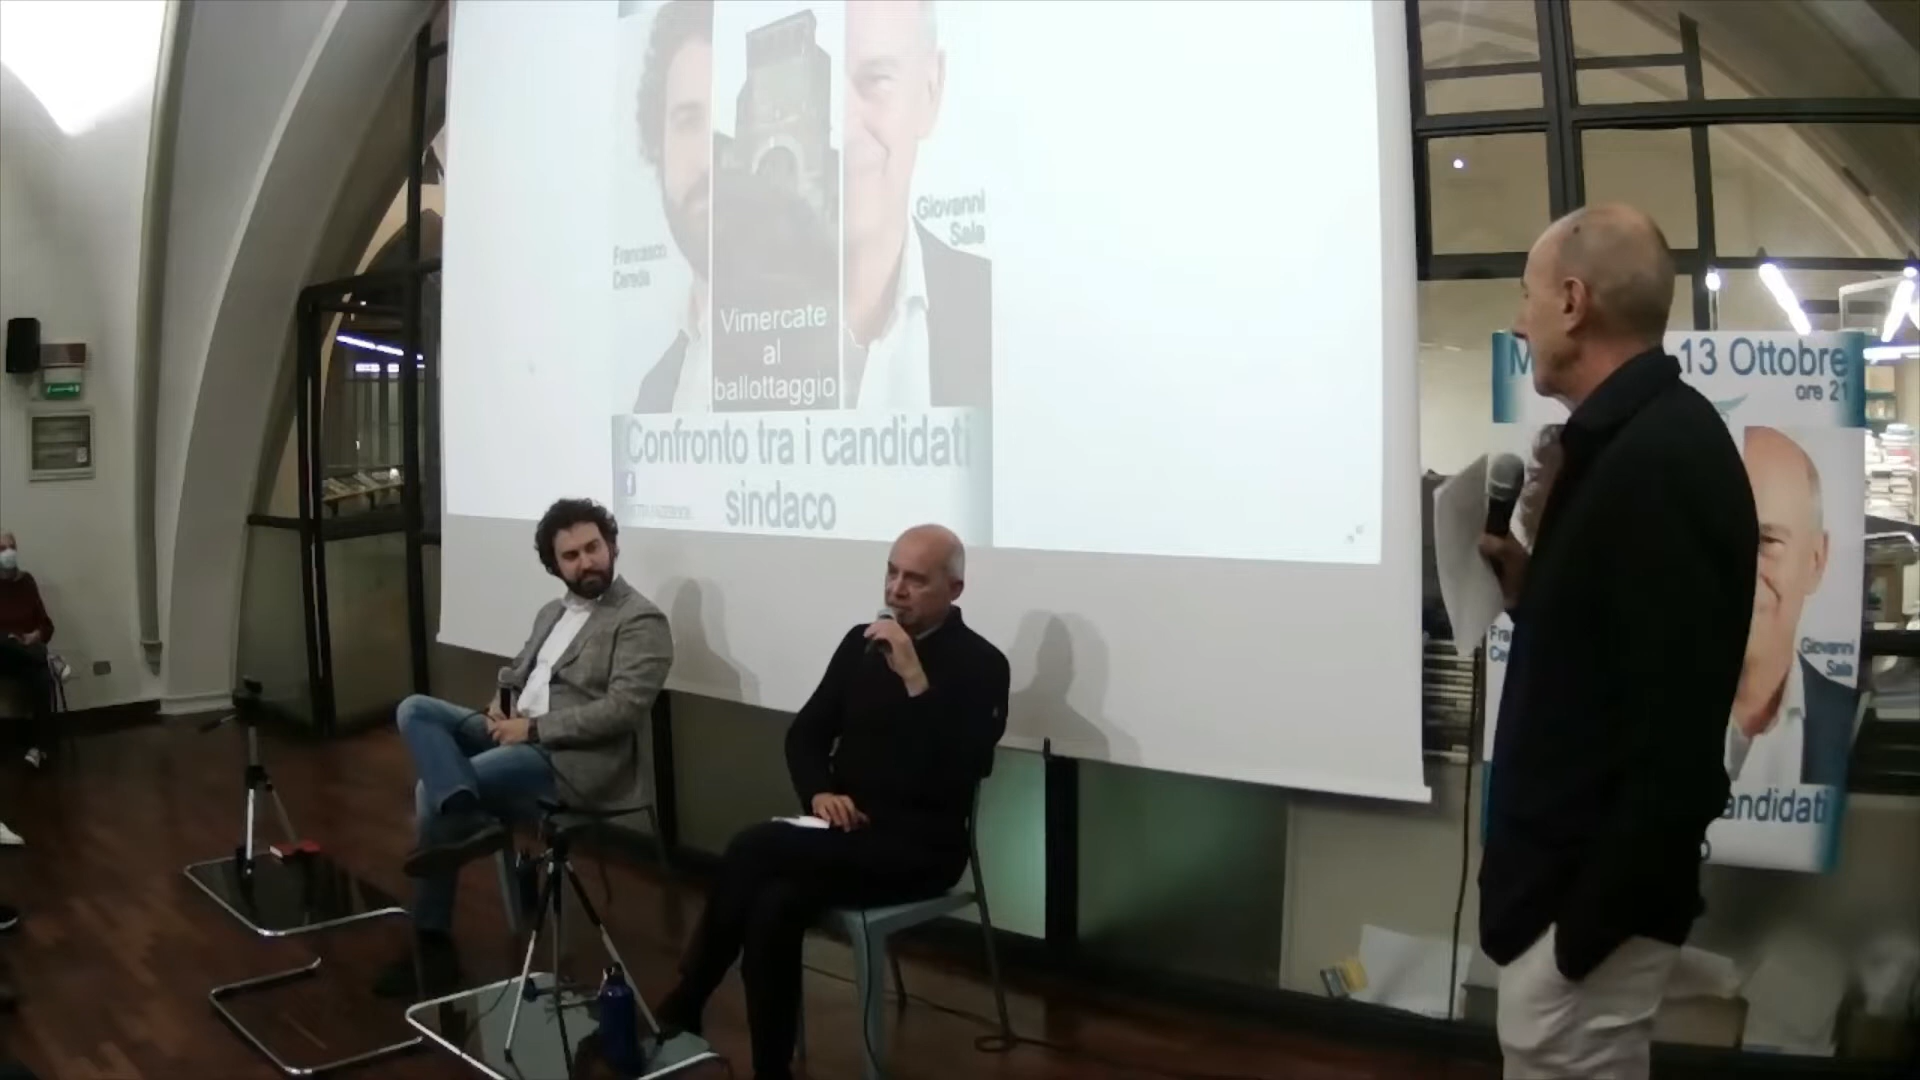 Giovanni
Sala
Francesco
Cereda
Vimercate
al
ballottaggio
Confronto tra i candidati
sindaco
13 Ottobre
ore 21
Giovanni
Sala
andidati